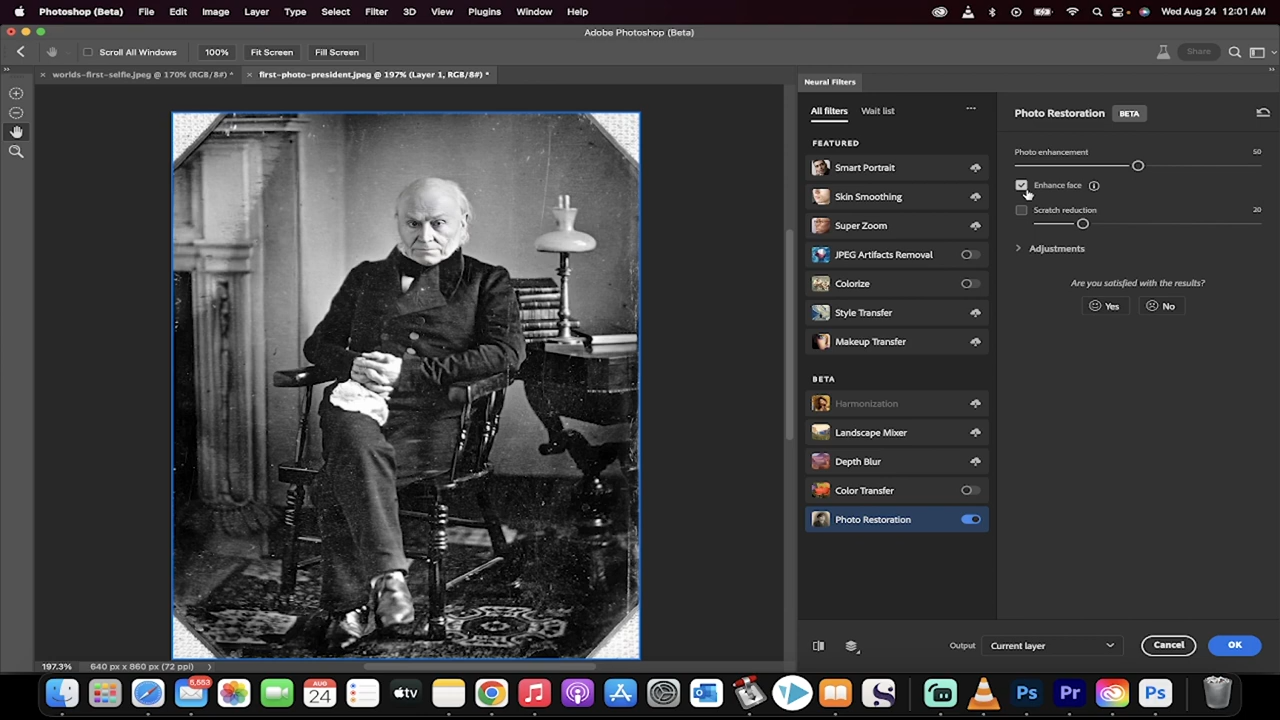 Photoshop (Beta) File Edit Image Layer Type Select Filter 3D View Plugins Window Help Wed Aug 24 12:01 AM
Adobe Photoshop (Beta)
Scroll All Windows 100% Fit Screen Fill Screen Share
worlds-first-selfie.jpeg @ 170% (RGB/8#) * first-photo-president.jpeg @ 197% (Layer 1, RGB/8#) *
Neural Filters
All filters Wait list
FEATURED
Smart Portrait
Skin Smoothing
Super Zoom
JPEG Artifacts Removal
Colorize
Style Transfer
Makeup Transfer
BETA
Harmonization
Landscape Mixer
Depth Blur
Color Transfer
Photo Restoration
Photo Restoration BETA
Photo enhancement 50
Enhance face
Scratch reduction 20
Adjustments
Are you satisfied with the results?
Yes No
Output Current layer Cancel OK
197.3% 640 px x 860 px (72 ppi)
5,553
AUG
24
tv
Ps Pr Ps